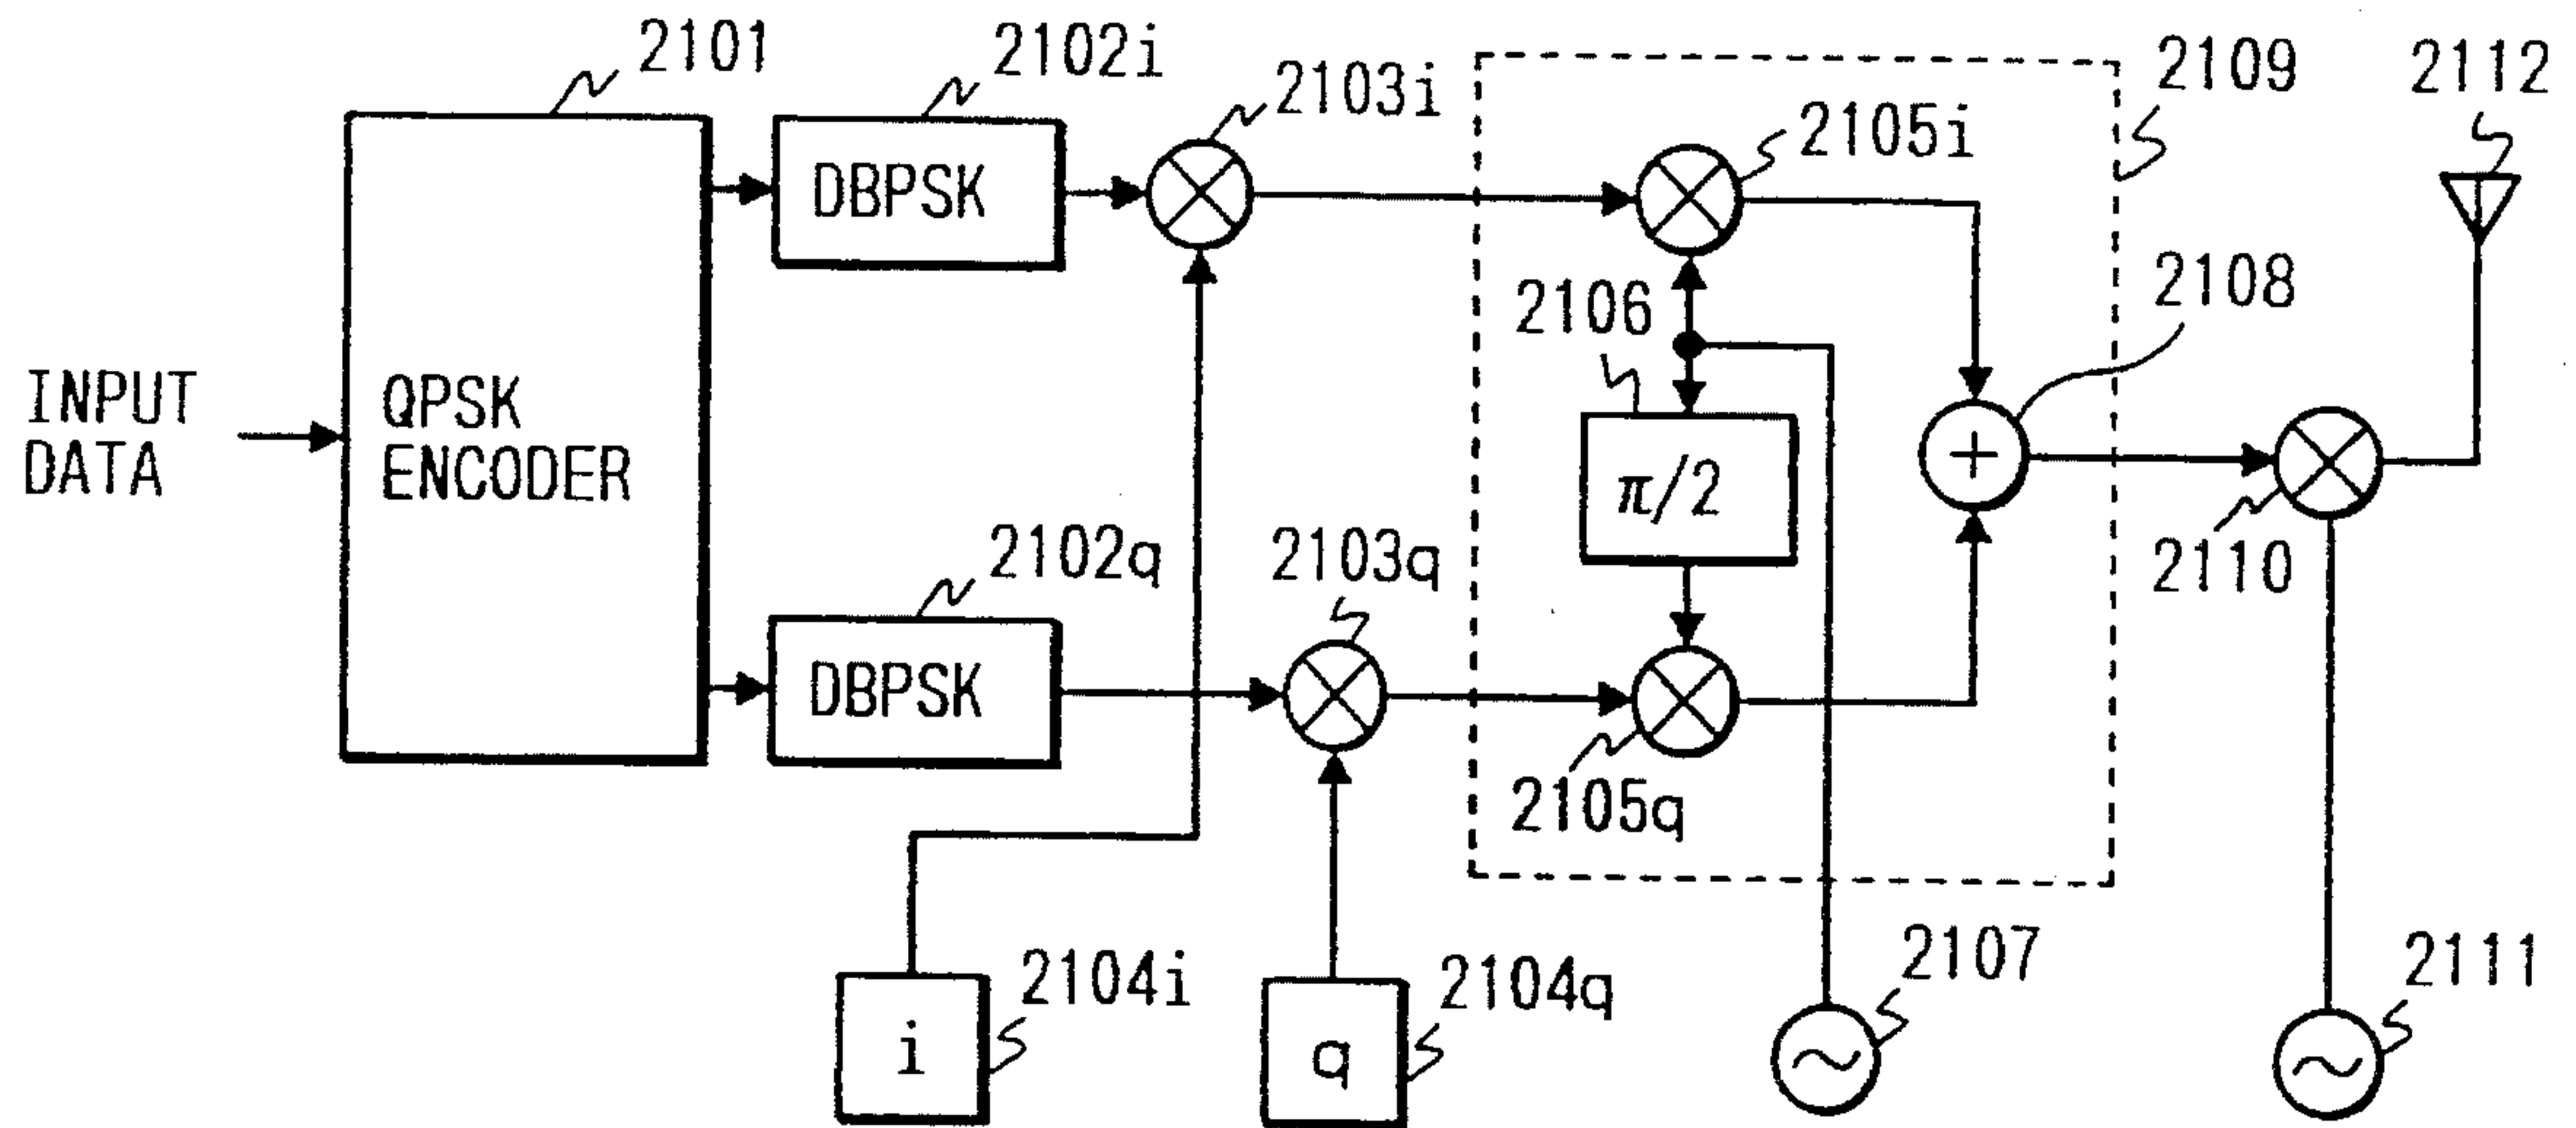 2101
2102i
2103i
2105i
2109
2112
DBPSK
2106
2108
INPUT
DATA
QPSK
ENCODER
π/2
+
2110
2102q
2103q
DBPSK
2105q
2104i
2104q
2107
2111
i
q